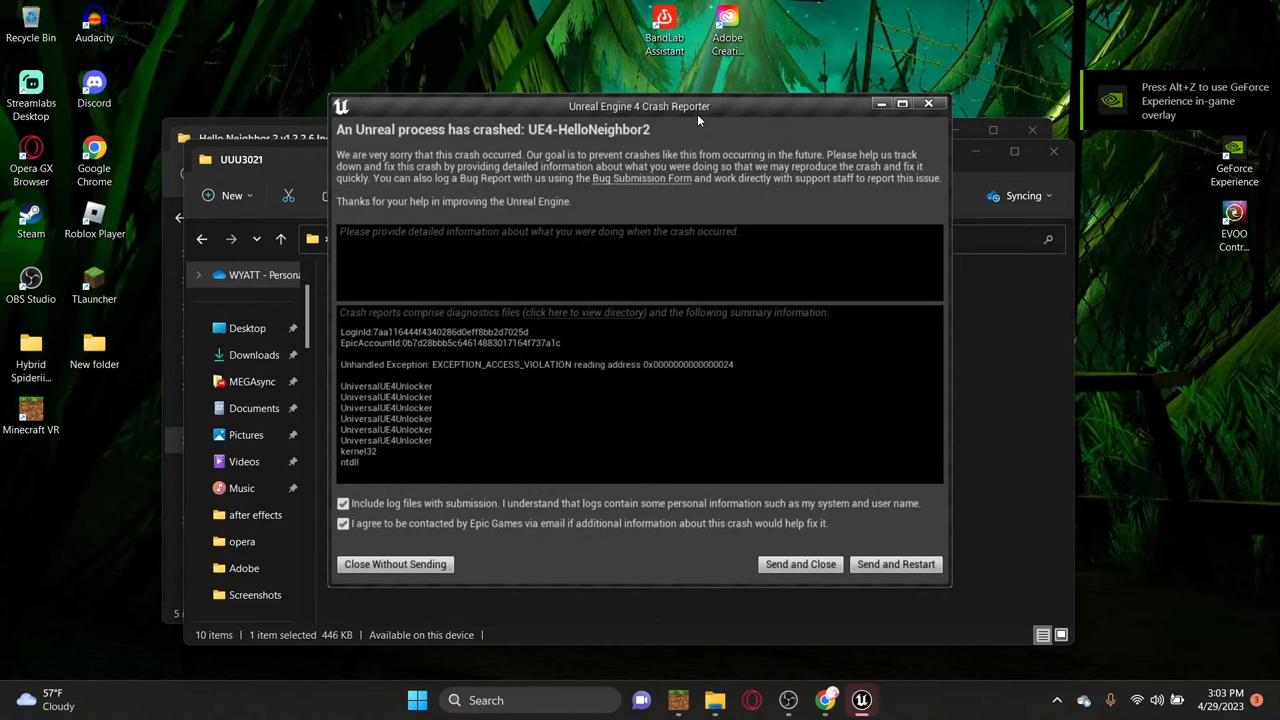 Recycle Bin
Audacity
BandLab
Assistant
Adobe
Creati...
Streamlabs
Desktop
Discord
Opera GX
Browser
Google
Chrome
Steam
Roblox Player
OBS Studio
TLauncher
Hybrid
Spiderii...
New folder
Minecraft VR
Press Alt+Z to use GeForce
Experience in-game
overlay
GeForce
Experience
EVOO
Contr...
UUU3021
New
Syncing
WYATT - Persona
Desktop
Downloads
MEGAsync
Documents
Pictures
Videos
Music
after effects
opera
Adobe
Screenshots
5 i
10 items
1 item selected 446 KB
Available on this device
Unreal Engine 4 Crash Reporter
An Unreal process has crashed: UE4-HelloNeighbor2
We are very sorry that this crash occurred. Our goal is to prevent crashes like this from occurring in the future. Please help us track
down and fix this crash by providing detailed information about what you were doing so that we may reproduce the crash and fix it
quickly. You can also log a Bug Report with us using the Bug Submission Form and work directly with support staff to report this issue.
Thanks for your help in improving the Unreal Engine.
Please provide detailed information about what you were doing when the crash occurred.
Crash reports comprise diagnostics files (click here to view directory) and the following summary information:
LoginId:7aa116444f4340286d0eff8bb2d7025d
EpicAccountId:0b7d28bbb5c64614883017164f737a1c
Unhandled Exception: EXCEPTION_ACCESS_VIOLATION reading address 0x0000000000000024
UniversalUE4Unlocker
UniversalUE4Unlocker
UniversalUE4Unlocker
UniversalUE4Unlocker
UniversalUE4Unlocker
UniversalUE4Unlocker
kernel32
ntdll
Include log files with submission. I understand that logs contain some personal information such as my system and user name.
I agree to be contacted by Epic Games via email if additional information about this crash would help fix it.
Close Without Sending
Send and Close
Send and Restart
57°F
Cloudy
Search
3:03 PM
4/29/2023
3